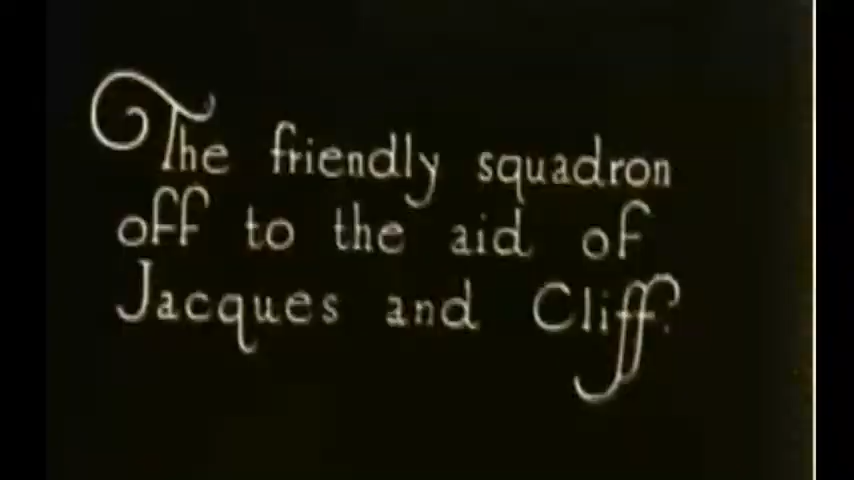 The friendly squadron
off to the aid of
Jacques and Cliff.